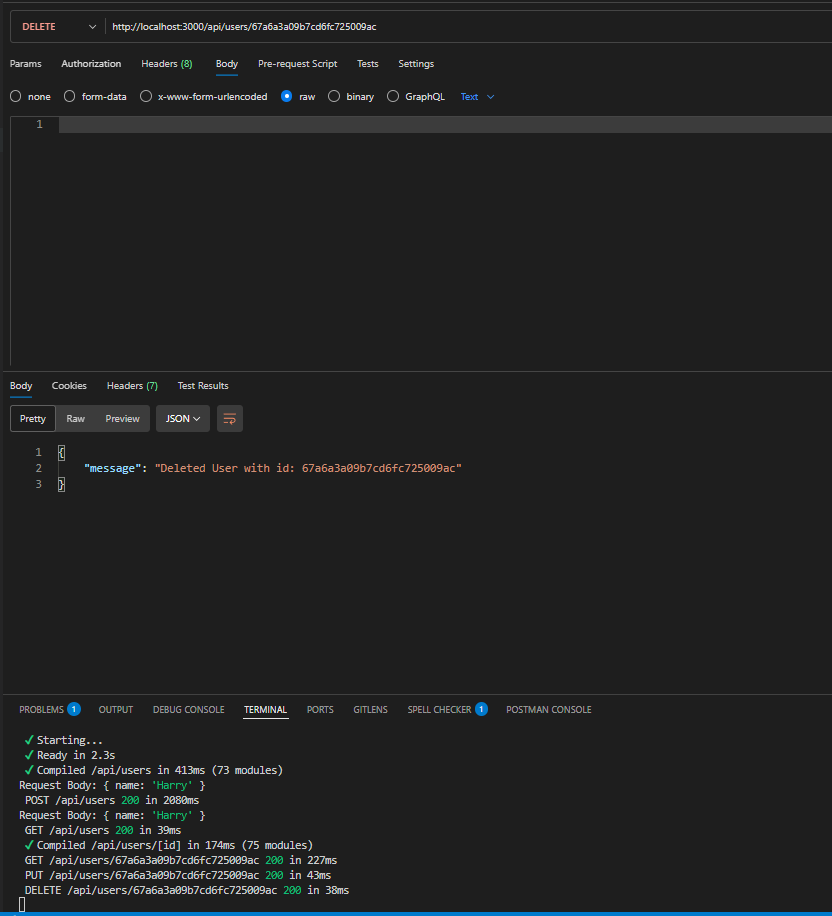 DELETE http://localhost:3000/api/users/67a6a3a09b7cd6fc725009ac
Params Authorization Headers (8) Body Pre-request Script Tests Settings
none form-data x-www-form-urlencoded raw binary GraphQL Text
1
Body Cookies Headers (7) Test Results
Pretty Raw Preview JSON
1 {
2 "message": "Deleted User with id: 67a6a3a09b7cd6fc725009ac"
3 }
PROBLEMS 1 OUTPUT DEBUG CONSOLE TERMINAL PORTS GITLENS SPELL CHECKER 1 POSTMAN CONSOLE
✓ Starting...
✓ Ready in 2.3s
✓ Compiled /api/users in 413ms (73 modules)
Request Body: { name: 'Harry' }
POST /api/users 200 in 2080ms
Request Body: { name: 'Harry' }
GET /api/users 200 in 39ms
✓ Compiled /api/users/[id] in 174ms (75 modules)
GET /api/users/67a6a3a09b7cd6fc725009ac 200 in 227ms
PUT /api/users/67a6a3a09b7cd6fc725009ac 200 in 43ms
DELETE /api/users/67a6a3a09b7cd6fc725009ac 200 in 38ms